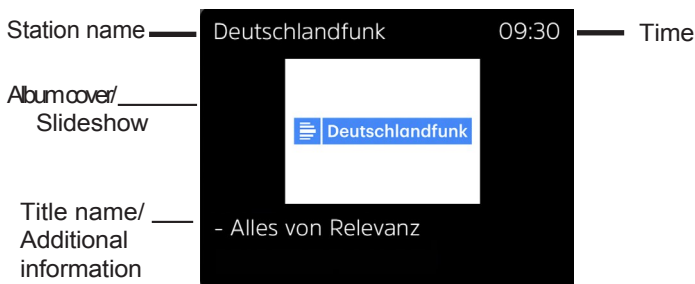 Station name
Deutschlandfunk 09:30
Time
Album cover/
Slideshow
Deutschlandfunk
Title name/
Additional
information
- Alles von Relevanz